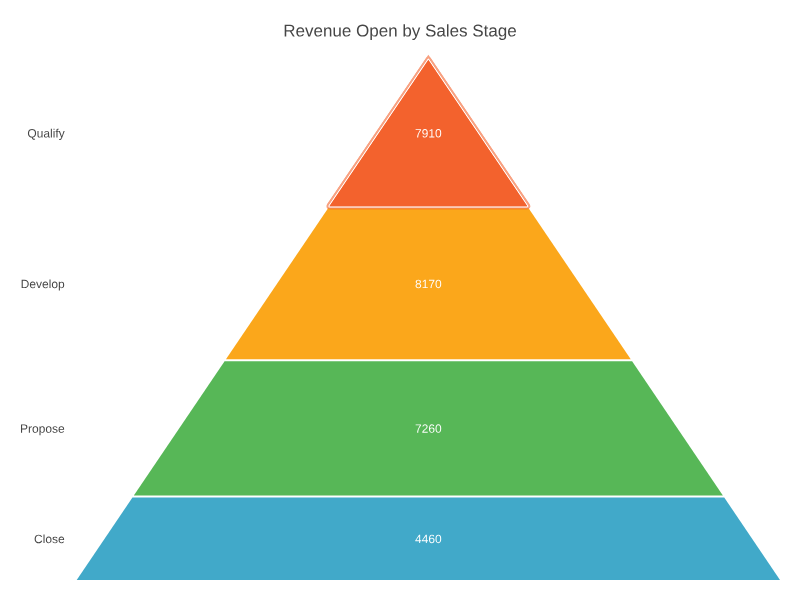 Revenue Open by Sales Stage
Qualify
7910
Develop
8170
Propose
7260
Close
4460